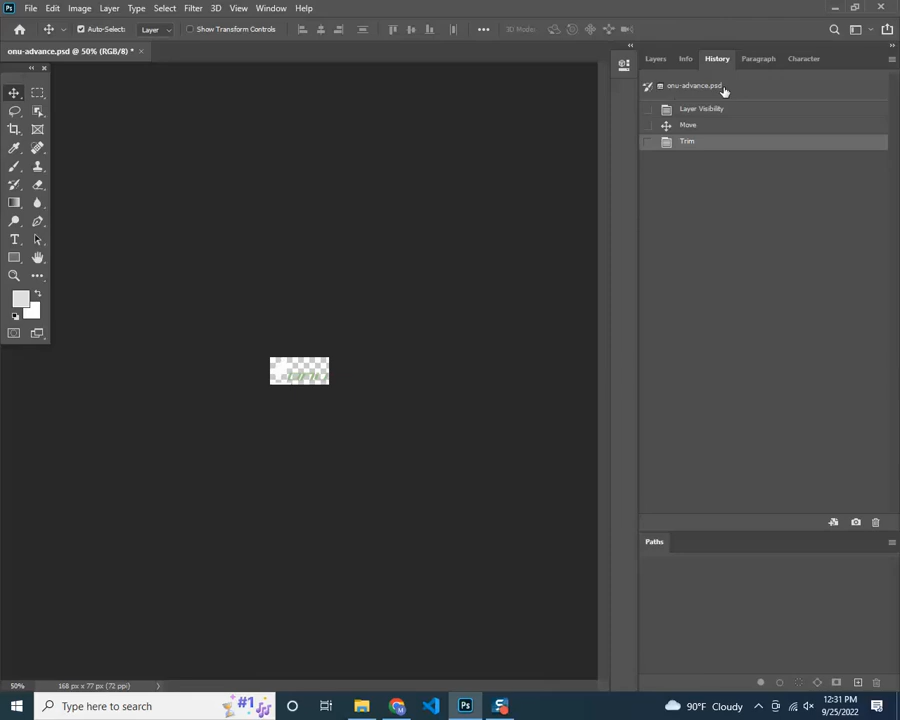 Ps File Edit Image Layer Type Select Filter 3D View Window Help
Auto-Select: Layer Show Transform Controls 3D Mode:
onu-advance.psd @ 50% (RGB/8) *
Layers Info History Paragraph Character
onu-advance.psd
Layer Visibility
Move
Trim
T
Paths
50% 168 px x 77 px (72 ppi)
Type here to search
#1
Ps
90°F Cloudy
12:31 PM
9/25/2022